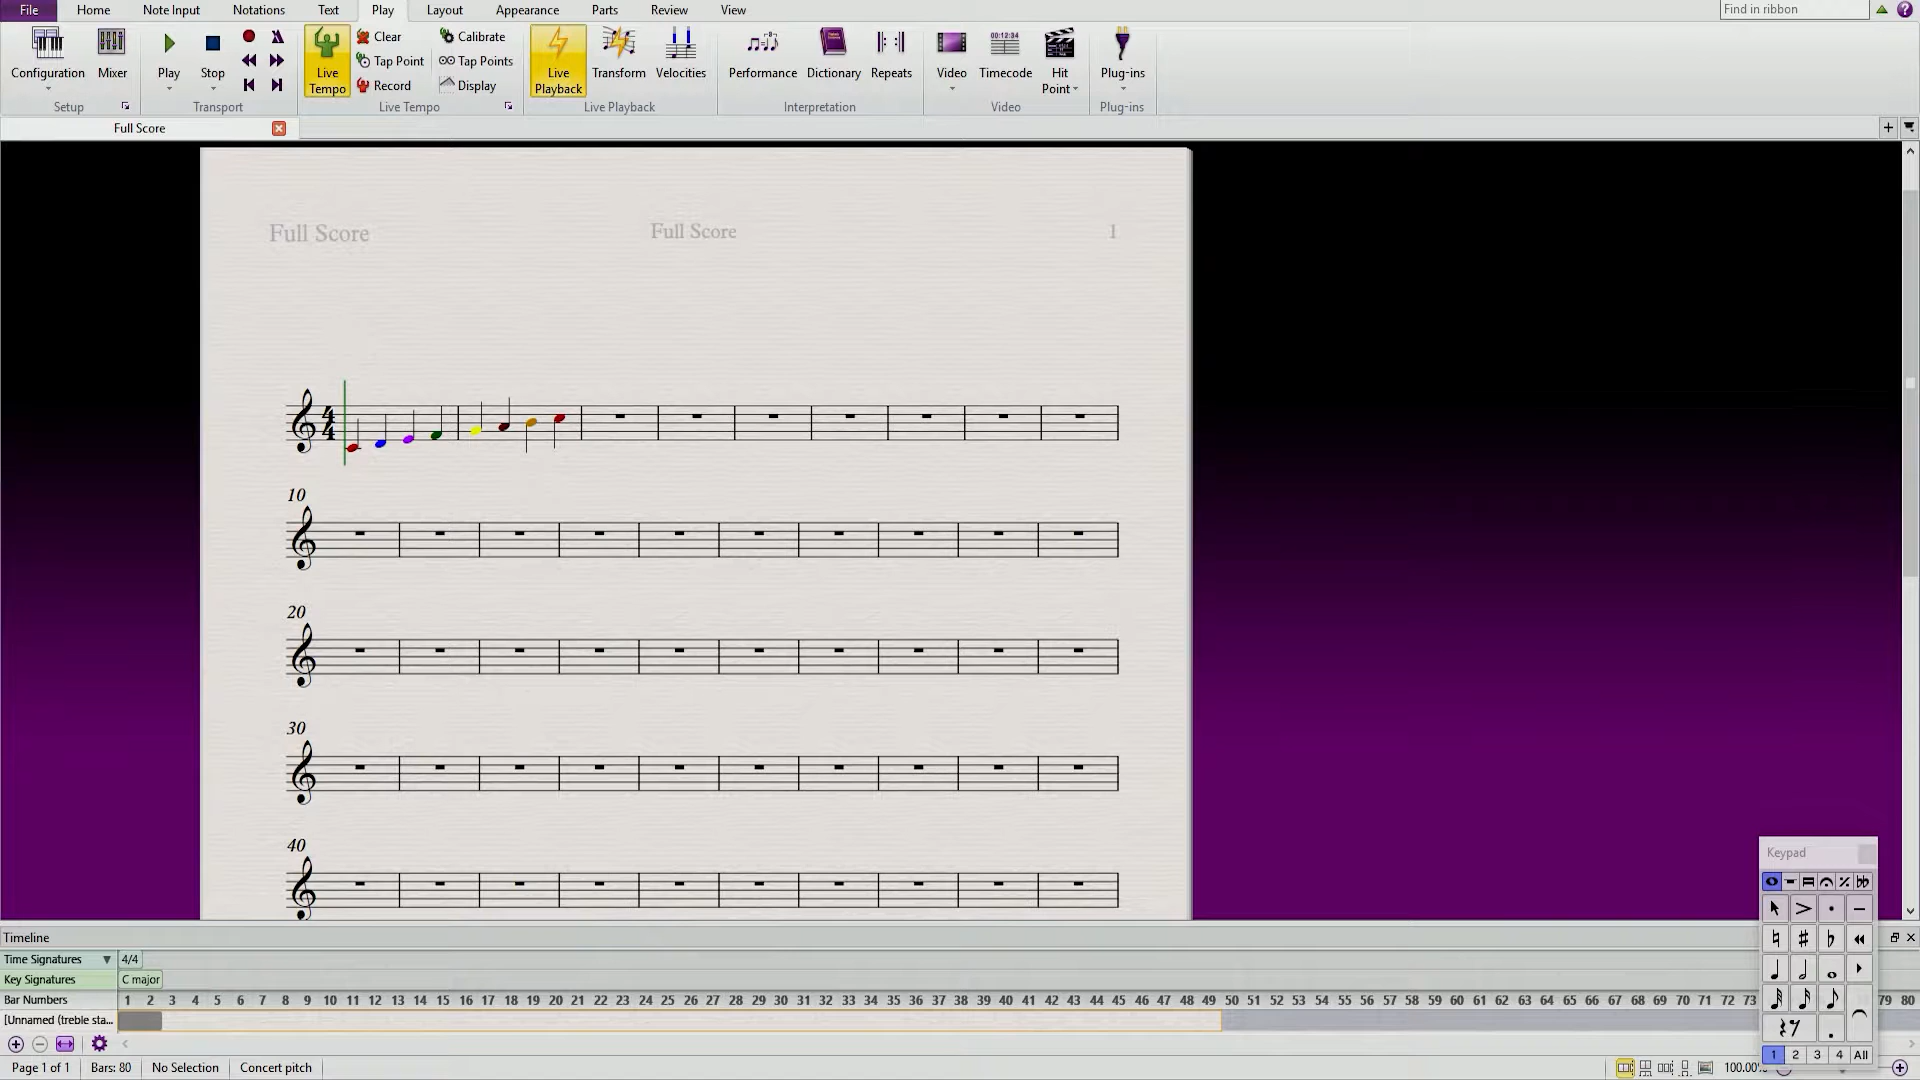 File Home Note Input Notations Text Play Layout Appearance Parts Review View Find in ribbon
Configuration Mixer Play Stop Live Tempo Clear Tap Point Record Calibrate Tap Points Display Live Playback Transform Velocities Performance Dictionary Repeats Video Timecode Hit Point Plug-ins
00:12:34
Setup Transport Live Tempo Live Playback Interpretation Video Plug-ins
Full Score
Full Score Full Score 1
4
4
10
20
30
40
Keypad
Timeline
Time Signatures 4/4
Key Signatures C major
Bar Numbers 1 2 3 4 5 6 7 8 9 10 11 12 13 14 15 16 17 18 19 20 21 22 23 24 25 26 27 28 29 30 31 32 33 34 35 36 37 38 39 40 41 42 43 44 45 46 47 48 49 50 51 52 53 54 55 56 57 58 59 60 61 62 63 64 65 66 67 68 69 70 71 72 73 79 80
[Unnamed (treble sta...
1 2 3 4 All
Page 1 of 1 Bars: 80 No Selection Concert pitch 100.00%